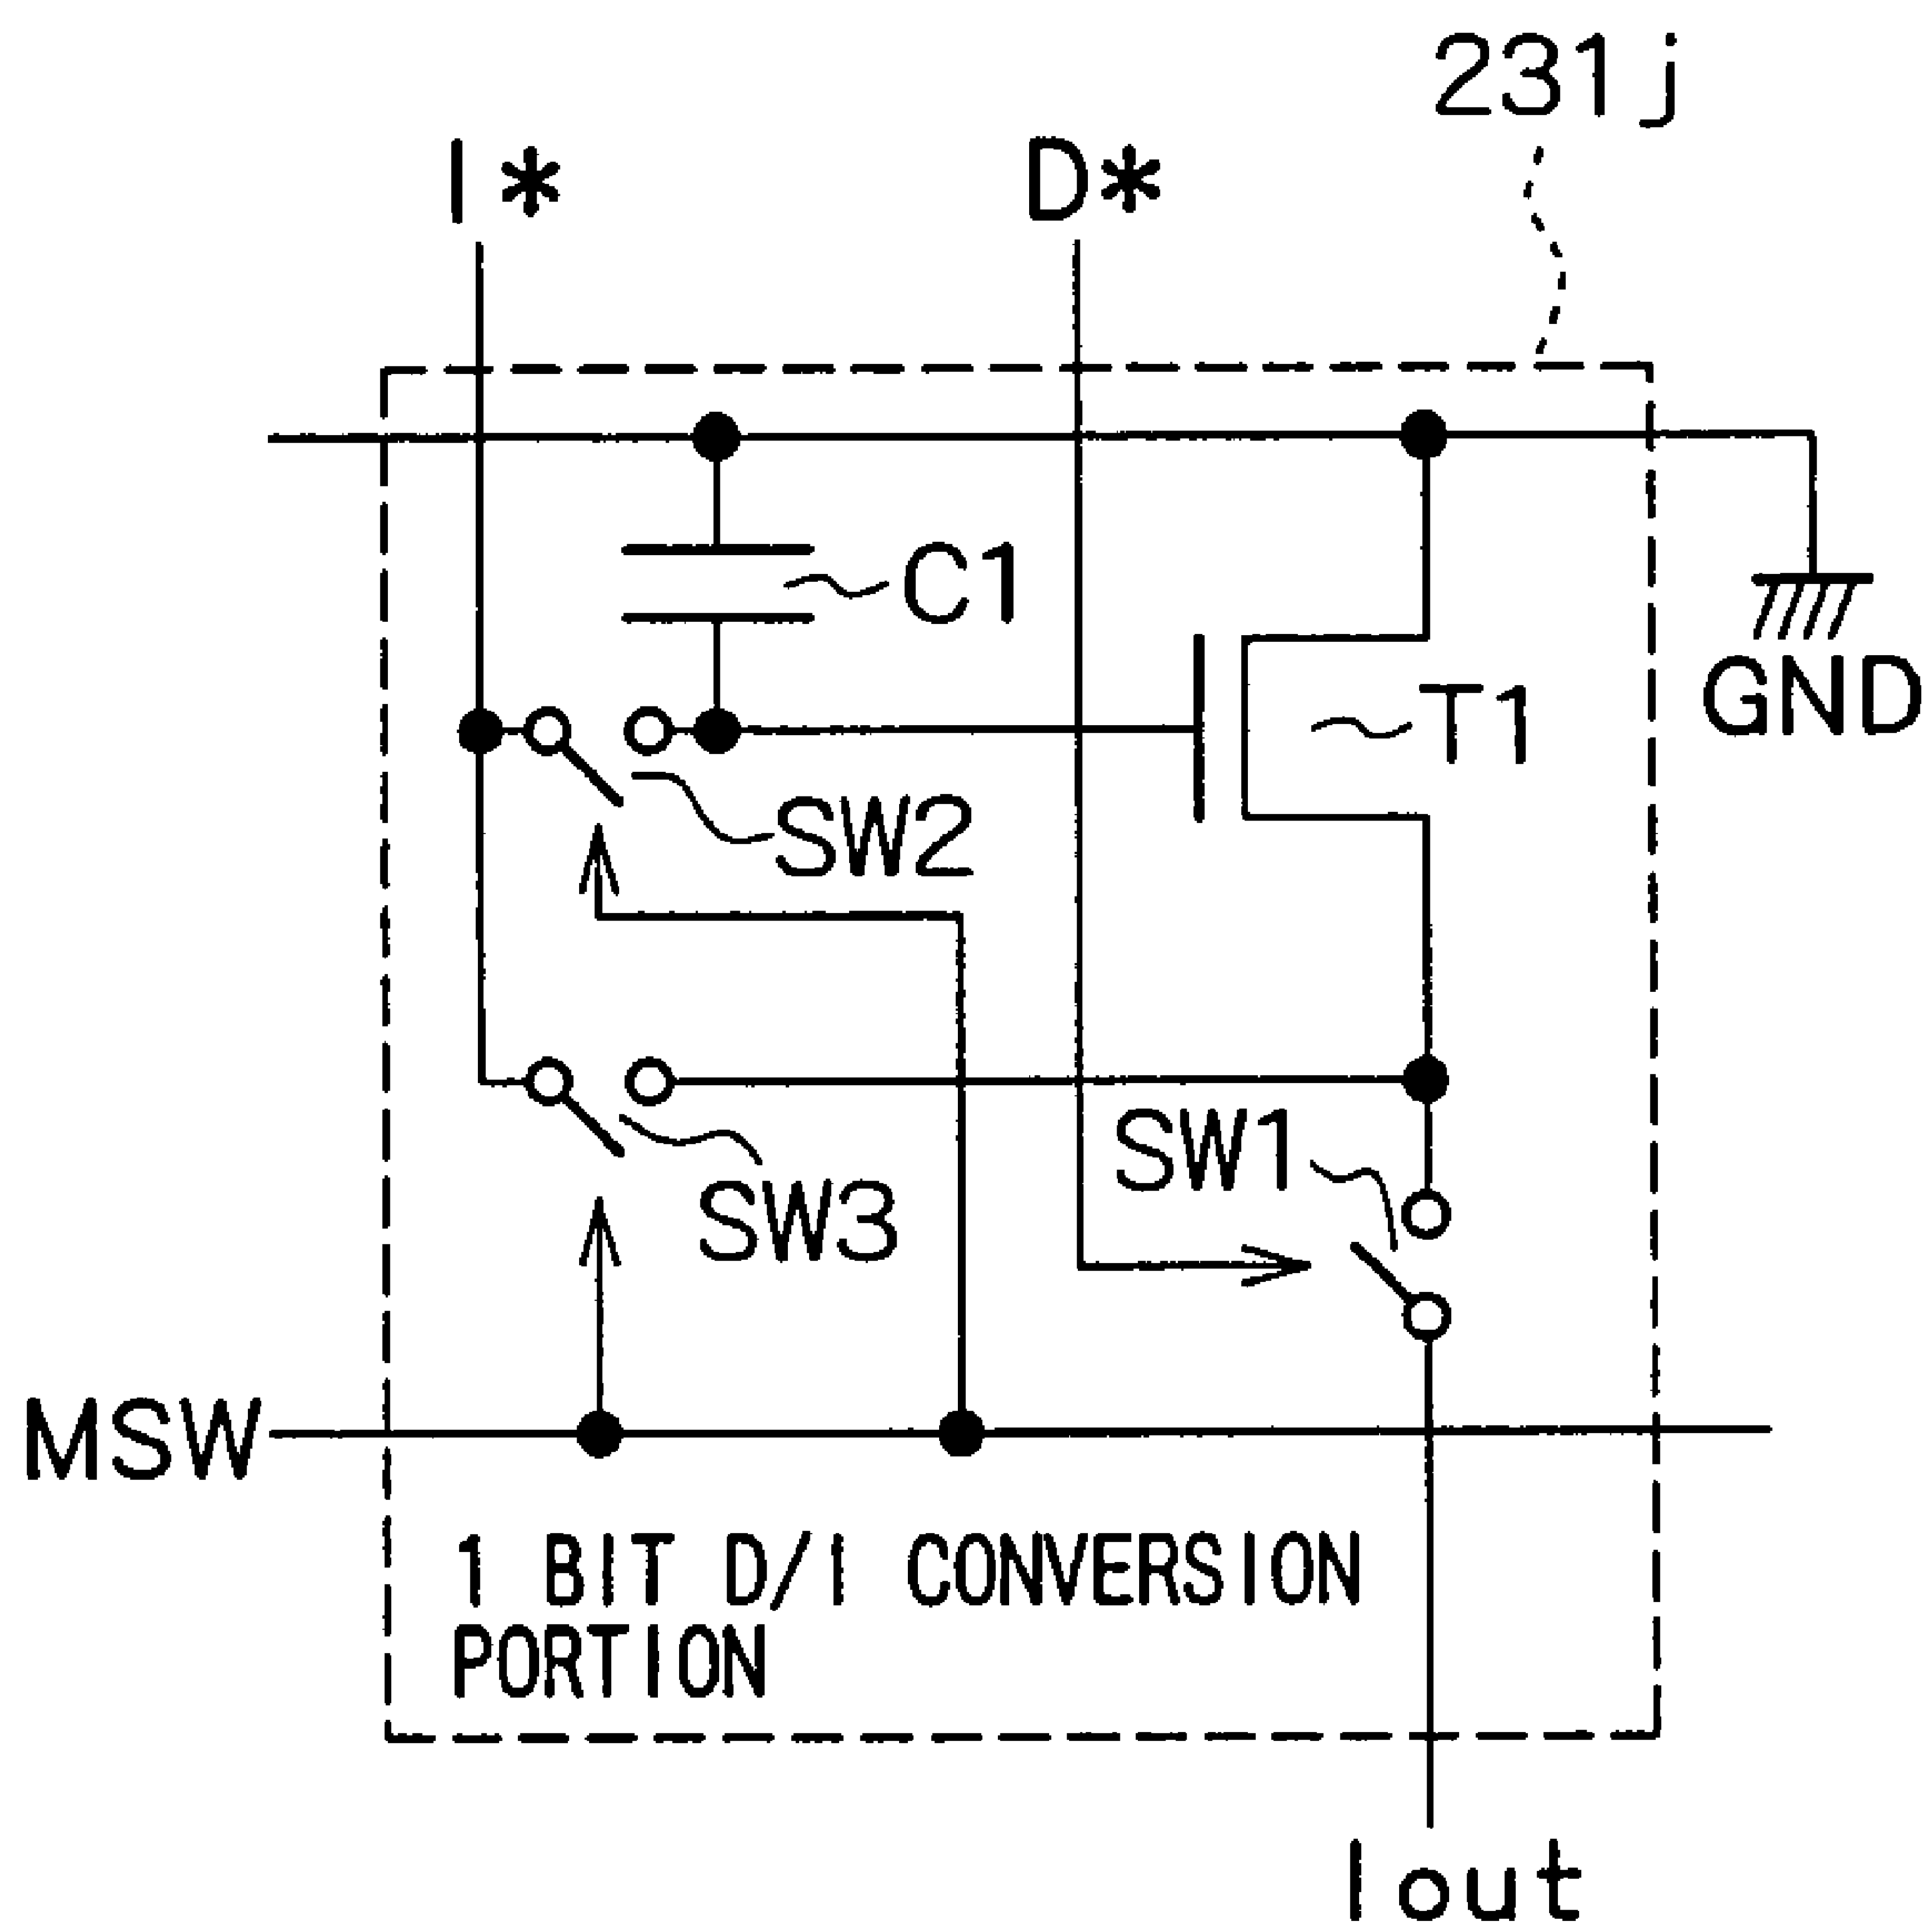 231j
I* D*
C1
GND
T1
SW2
SW1
SW3
MSW
1 BIT D/I CONVERSION
PORTION
Iout